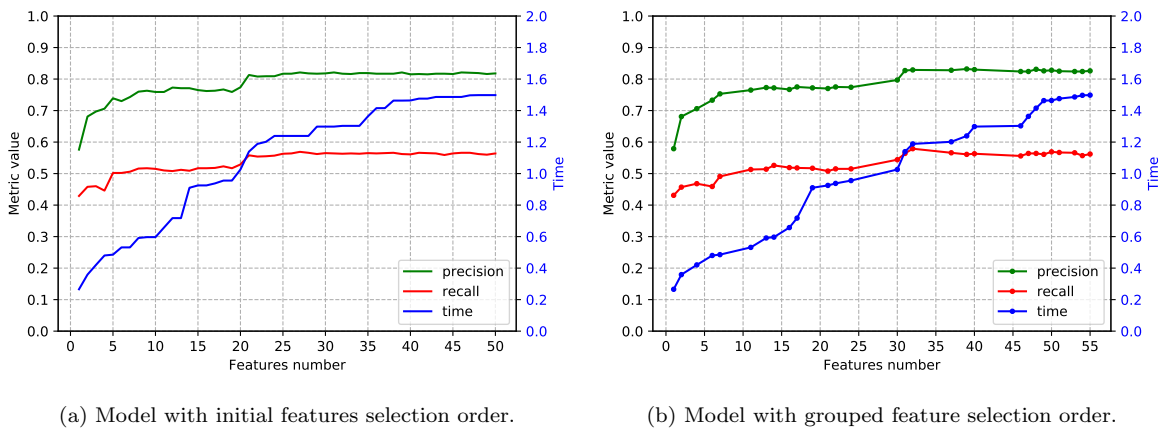 1.0
0.9
0.8
0.7
0.6
0.5
0.4
0.3
0.2
0.1
0.0
Metric value
0 5 10 15 20 25 30 35 40 45 50
Features number
2.0
1.8
1.6
1.4
1.2
1.0
0.8
0.6
0.4
0.2
0.0
Time
precision
recall
time
(a) Model with initial features selection order.
1.0
0.9
0.8
0.7
0.6
0.5
0.4
0.3
0.2
0.1
0.0
Metric value
0 5 10 15 20 25 30 35 40 45 50 55
Features number
2.0
1.8
1.6
1.4
1.2
1.0
0.8
0.6
0.4
0.2
0.0
Time
precision
recall
time
(b) Model with grouped feature selection order.